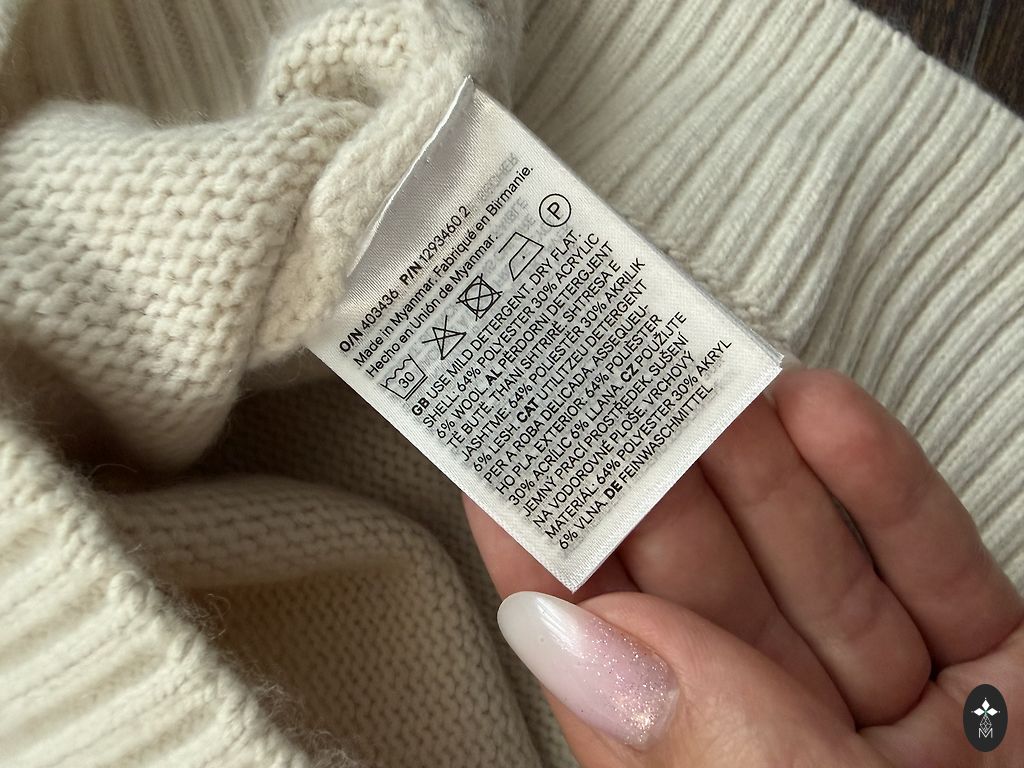 O/N 403436 P/N 1293460 2
Made in Myanmar. Fabriqué en Birmanie.
Hecho en Unión de Myanmar.
30
P
GB USE MILD DETERGENT. DRY FLAT.
SHELL: 64% POLYESTER 30% ACRYLIC
6% WOOL. AL PËRDORNI DETERGJENT
TË BUTË. THANI SHTRIRË. SHTRESA E
JASHTME: 64% POLIESTËR 30% AKRILIK
6% LESH. CAT UTILITZEU DETERGENT
PER A ROBA DELICADA. ASSEQUEU-
HO PLA. EXTERIOR: 64% POLIÈSTER
30% ACRÍLIC 6% LLANA. CZ POUŽIJTE
JEMNÝ PRACÍ PROSTŘEDEK. SUŠENÍ
NA VODOROVNÉ PLOŠE. VRCHOVÝ
MATERIÁL: 64% POLYESTER 30% AKRYL
6% VLNA. DE FEINWASCHMITTEL
M